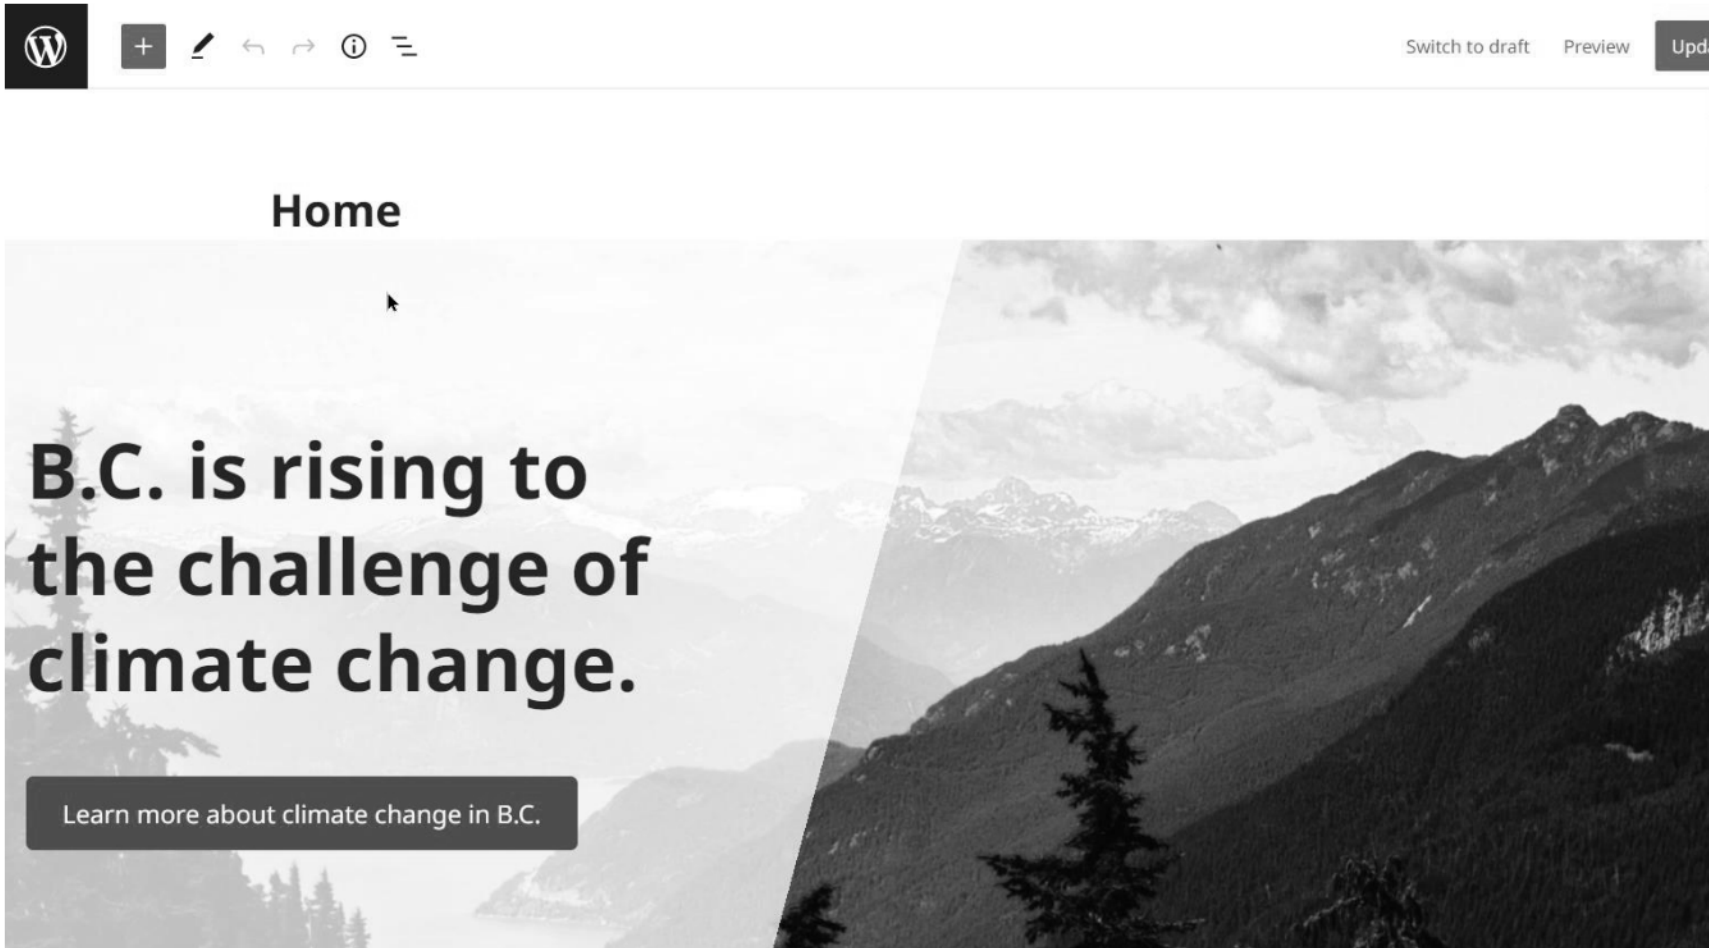 Switch to draft
Preview
Upd
Home
B.C. is rising to
the challenge of
climate change.
Learn more about climate change in B.C.